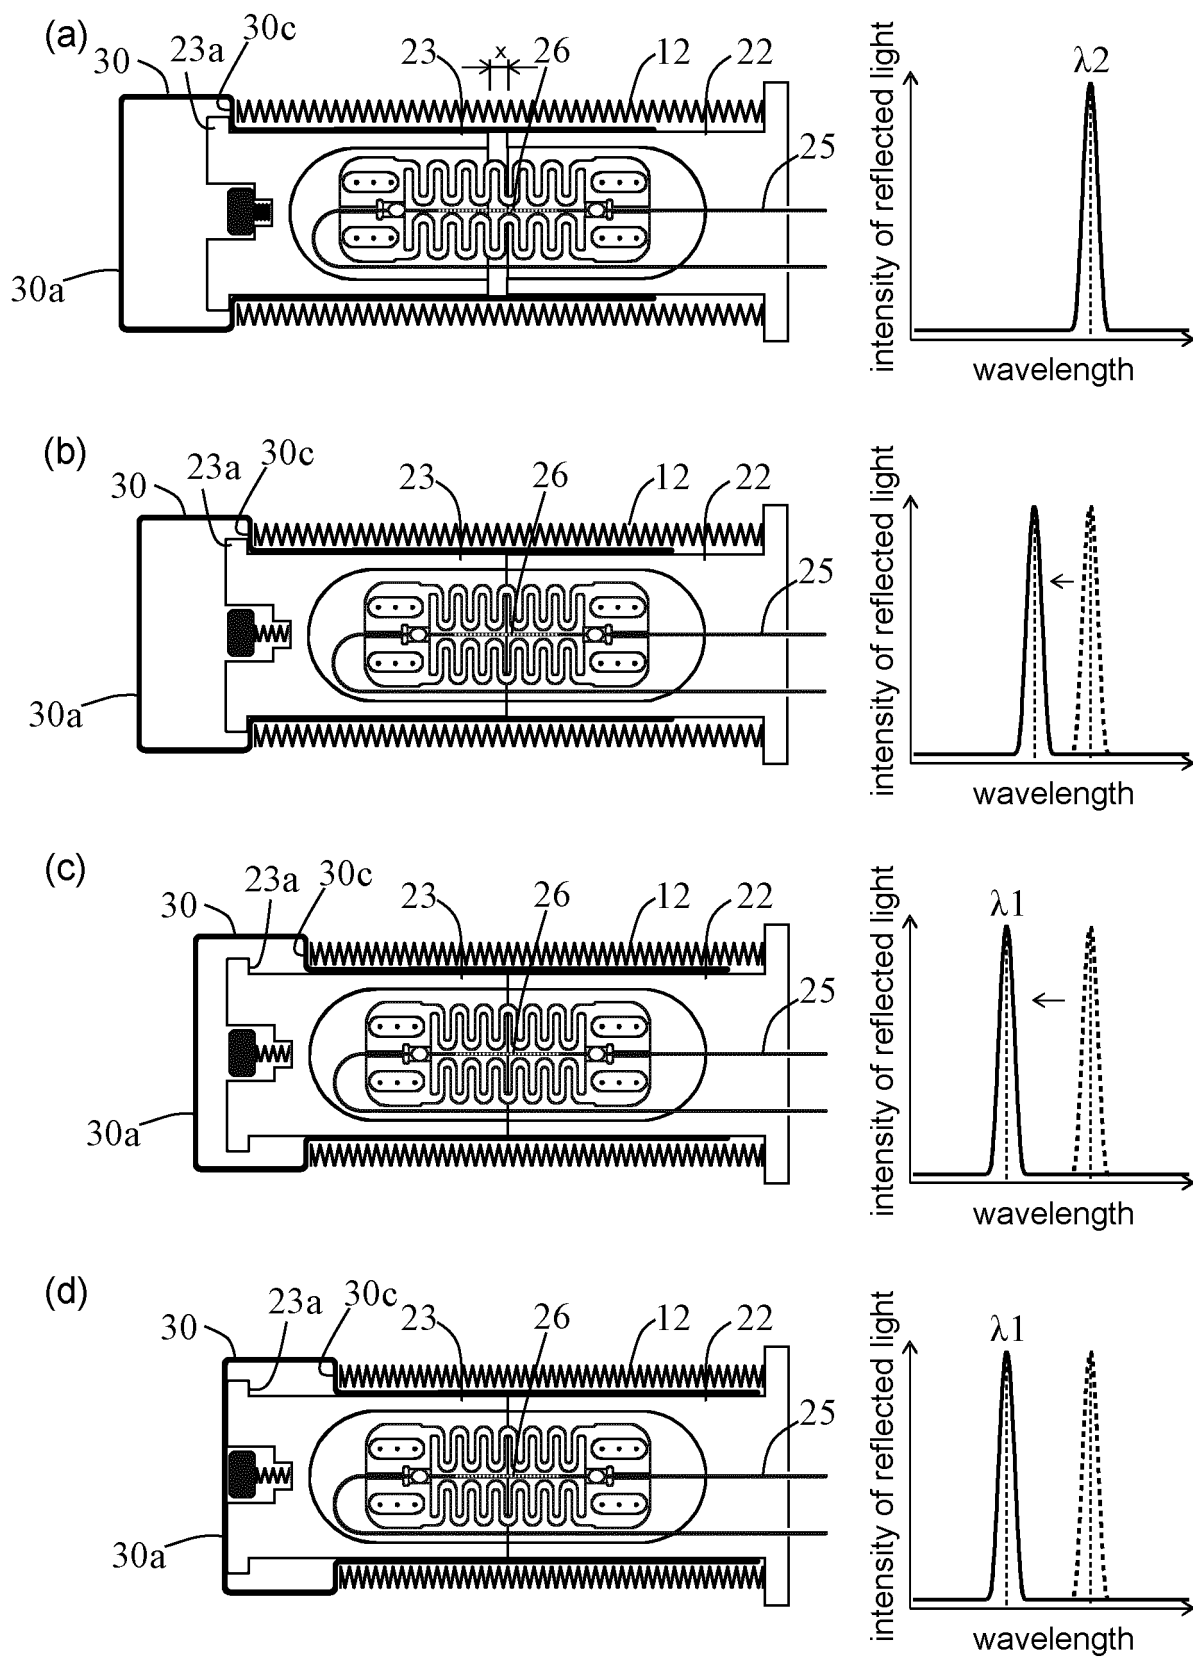 (a)
30
23a
30c
23
x
26
12
22
25
30a
λ2
intensity of reflected light
wavelength
(b)
30
23a
30c
23
26
12
22
25
30a
intensity of reflected light
wavelength
(c)
30
23a
30c
23
26
12
22
25
30a
λ1
intensity of reflected light
wavelength
(d)
30
23a
30c
23
26
12
22
25
30a
λ1
intensity of reflected light
wavelength